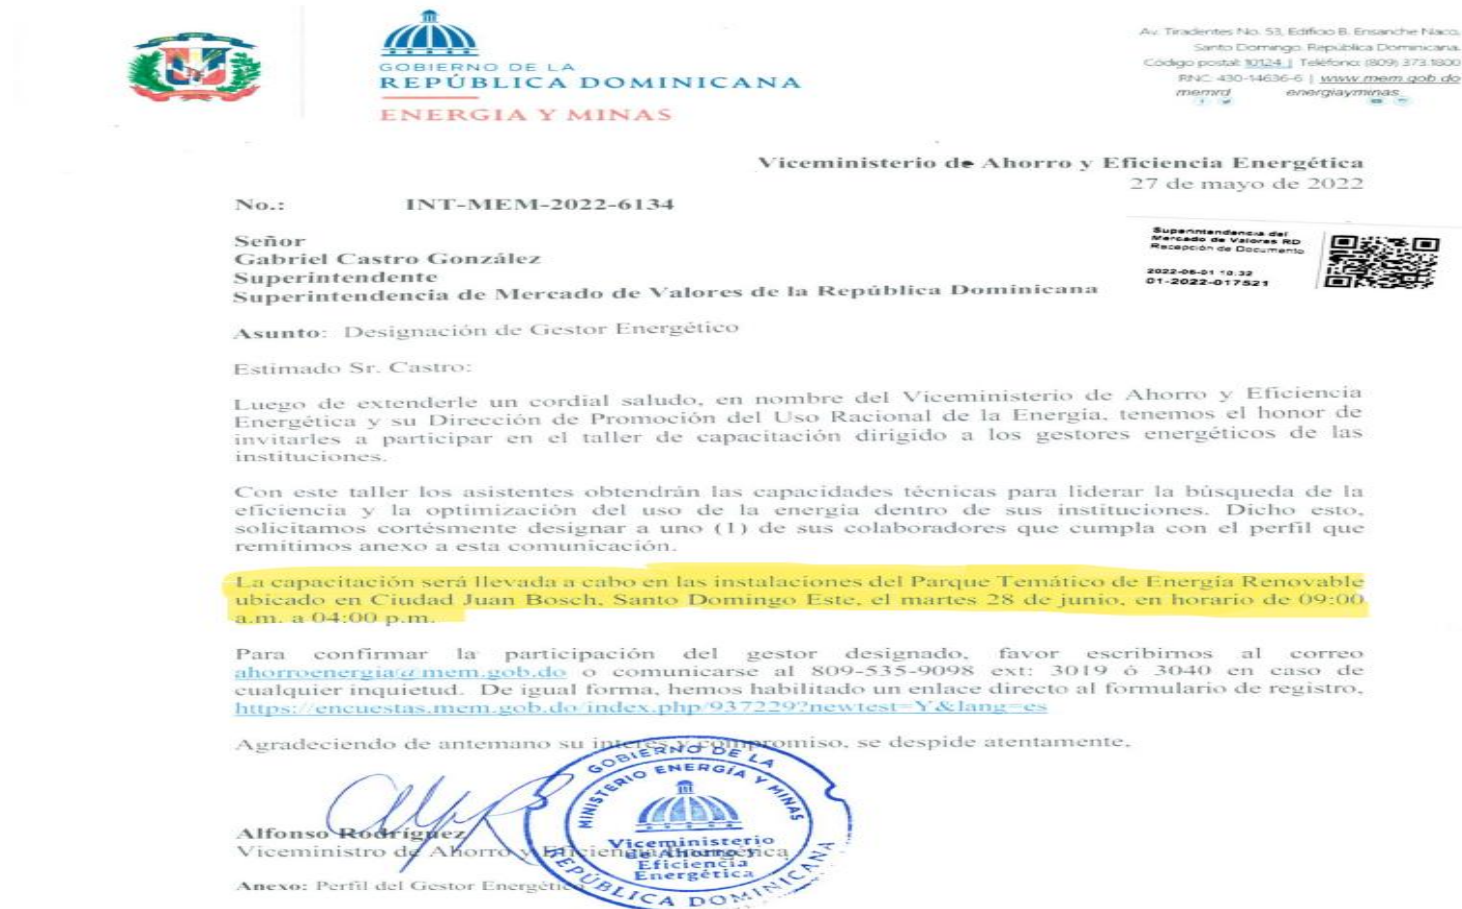 GOBIERNO DE LA
REPÚBLICA DOMINICANA
ENERGIA Y MINAS
Av. Tiradentes No. 53, Edificio B. Ensanche Naco,
Santo Domingo. República Dominicana.
Código postal: 10124 | Teléfono: (809) 373.1800
RNC: 430-14636-6 | www.mem.gob.do
memrd energiayminas
Viceministerio de Ahorro y Eficiencia Energética
27 de mayo de 2022
No.: INT-MEM-2022-6134
Superintendencia del
Mercado de Valores RD
Recepción de Documento
2022-06-01 10:32
01-2022-017521
Señor
Gabriel Castro González
Superintendente
Superintendencia de Mercado de Valores de la República Dominicana
Asunto: Designación de Gestor Energético
Estimado Sr. Castro:
Luego de extenderle un cordial saludo, en nombre del Viceministerio de Ahorro y Eficiencia
Energética y su Dirección de Promoción del Uso Racional de la Energía, tenemos el honor de
invitarles a participar en el taller de capacitación dirigido a los gestores energéticos de las
instituciones.
Con este taller los asistentes obtendrán las capacidades técnicas para liderar la búsqueda de la
eficiencia y la optimización del uso de la energía dentro de sus instituciones. Dicho esto,
solicitamos cortésmente designar a uno (1) de sus colaboradores que cumpla con el perfil que
remitimos anexo a esta comunicación.
La capacitación será llevada a cabo en las instalaciones del Parque Temático de Energía Renovable
ubicado en Ciudad Juan Bosch, Santo Domingo Este, el martes 28 de junio, en horario de 09:00
a.m. a 04:00 p.m.
Para confirmar la participación del gestor designado, favor escribirnos al correo
ahorroenergia@mem.gob.do o comunicarse al 809-535-9098 ext: 3019 ó 3040 en caso de
cualquier inquietud. De igual forma, hemos habilitado un enlace directo al formulario de registro,
https://encuestas.mem.gob.do/index.php/937229?newtest=Y&lang=es
Agradeciendo de antemano su interés y compromiso, se despide atentamente,
Alfonso Rodríguez
Viceministro de Ahorro y Eficiencia Energética
Anexo: Perfil del Gestor Energético
GOBIERNO DE LA
REPÚBLICA DOMINICANA
MINISTERIO ENERGÍA Y MINAS
Viceministerio
de Ahorro y
Eficiencia
Energética